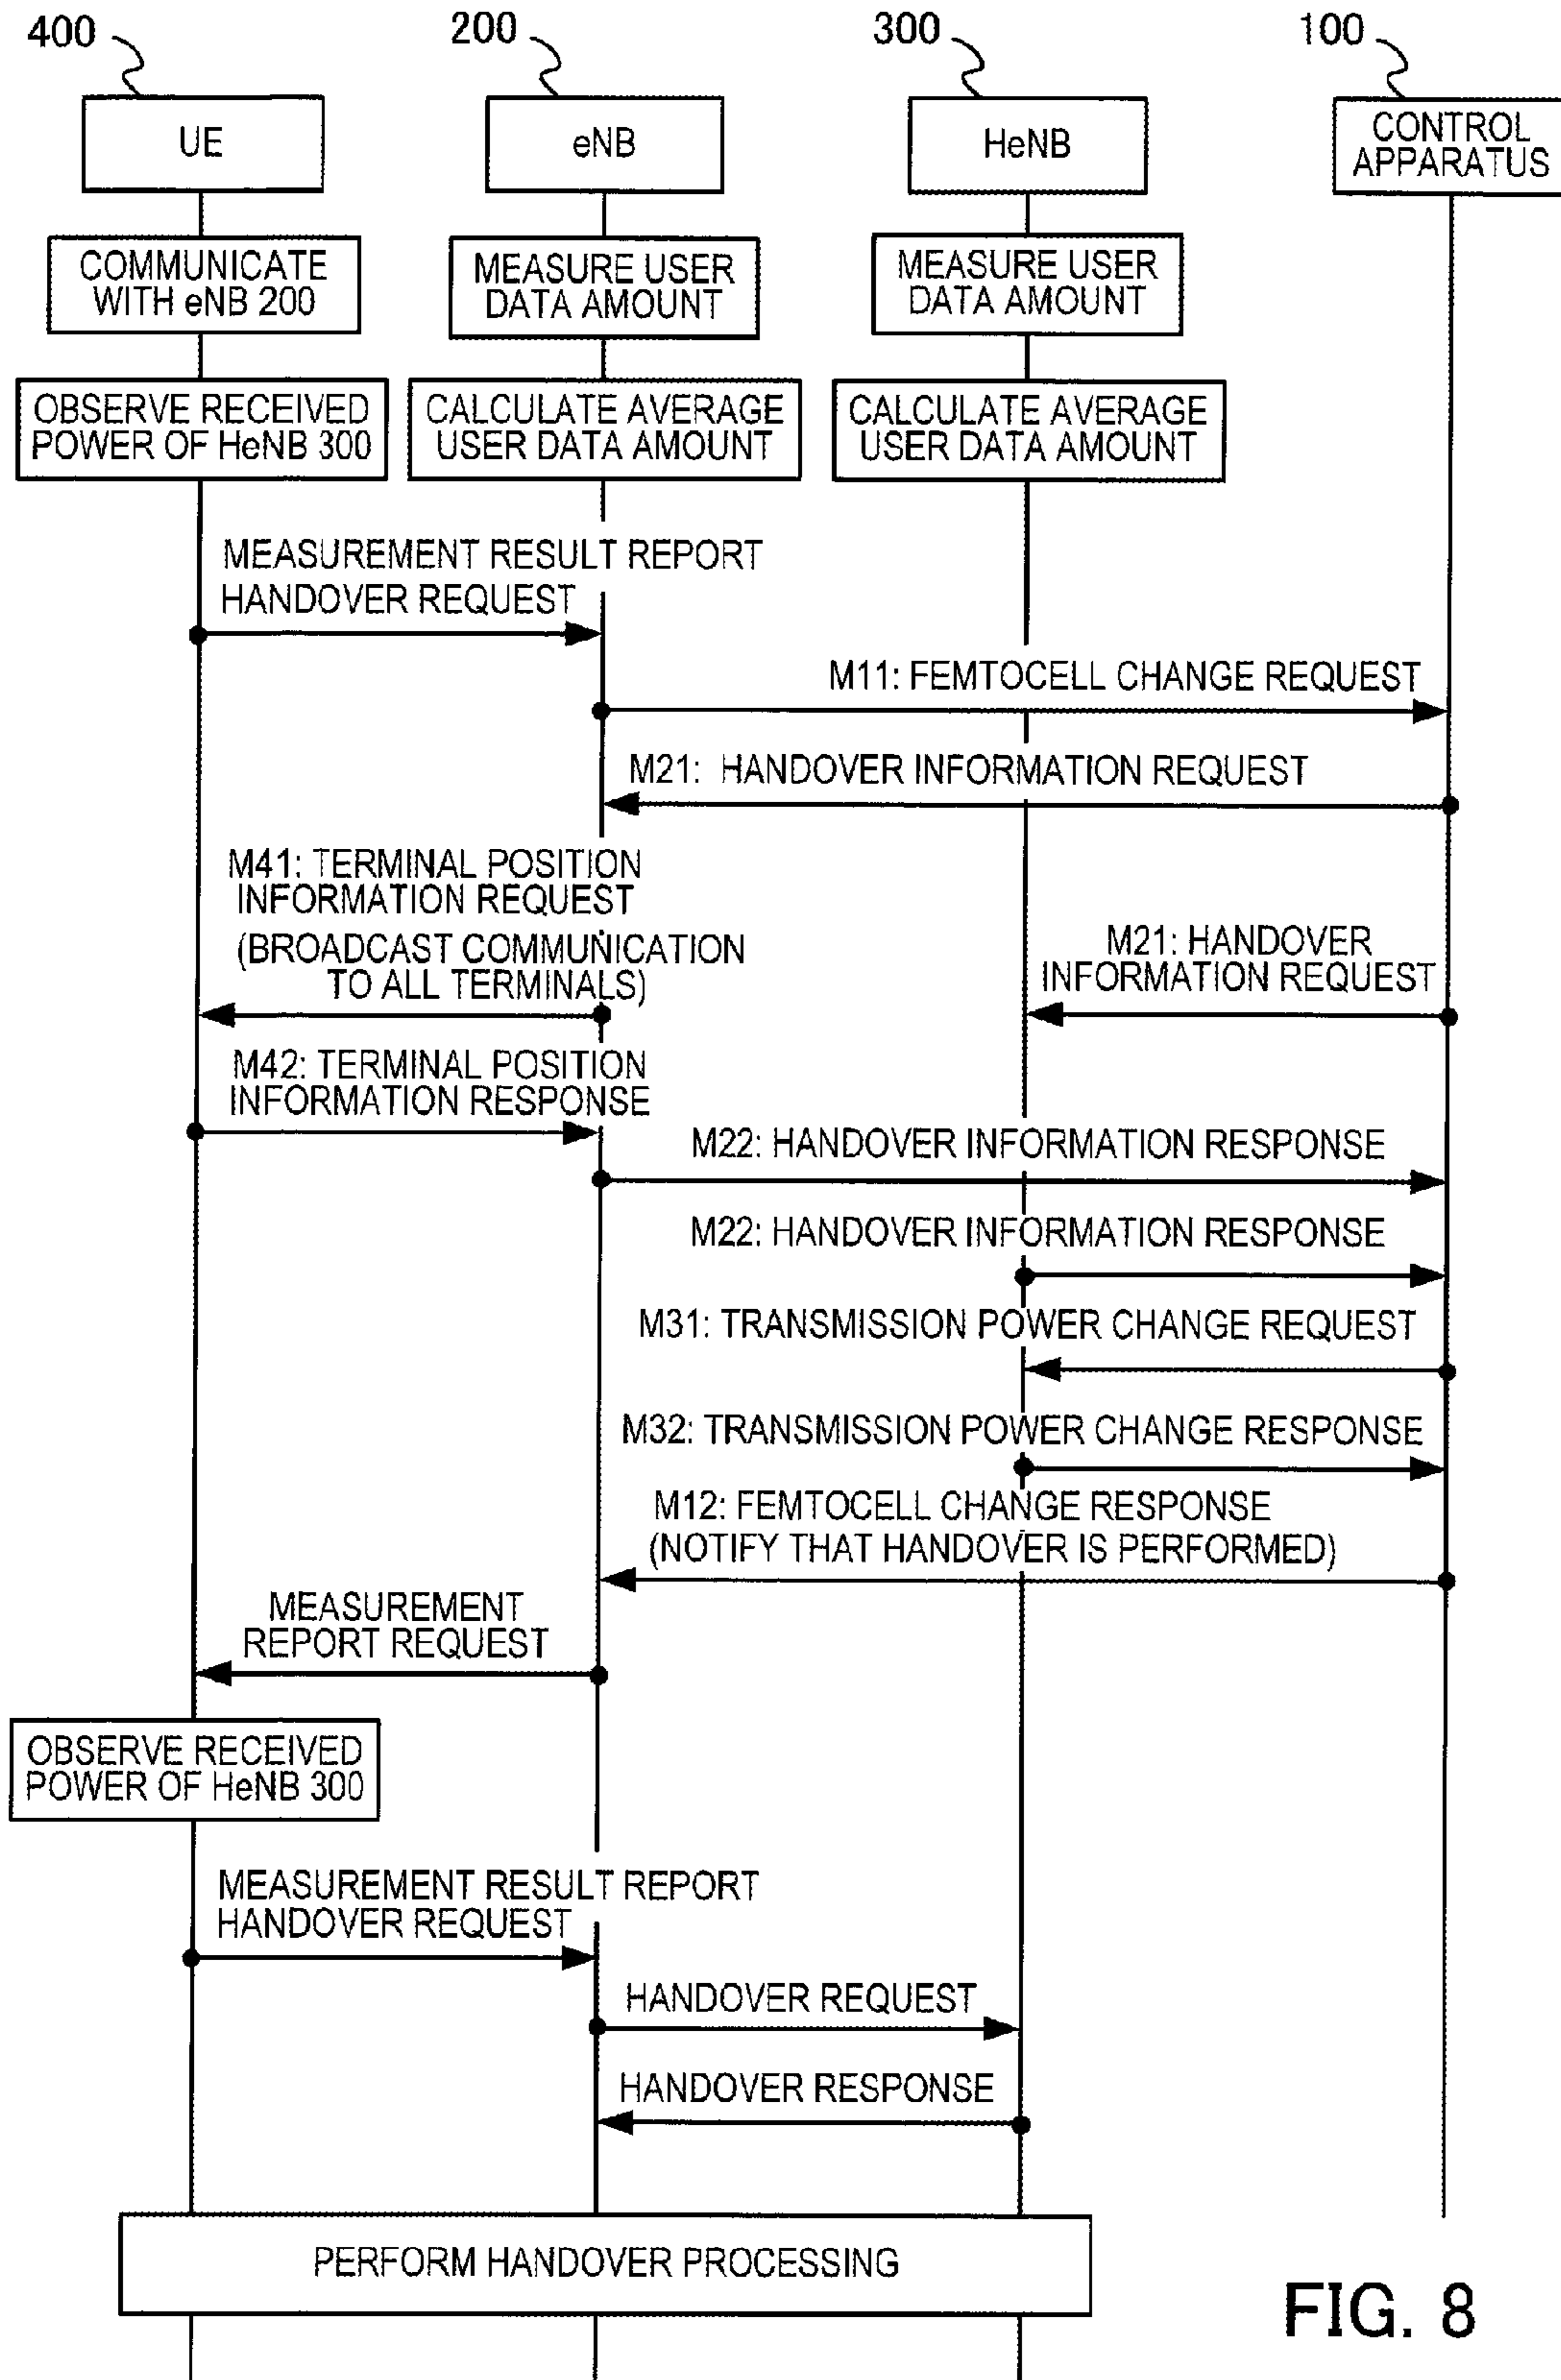 400
200
300
100
UE
eNB
HeNB
CONTROL
APPARATUS
COMMUNICATE
WITH eNB 200
MEASURE USER
DATA AMOUNT
MEASURE USER
DATA AMOUNT
OBSERVE RECEIVED
POWER OF HeNB 300
CALCULATE AVERAGE
USER DATA AMOUNT
CALCULATE AVERAGE
USER DATA AMOUNT
MEASUREMENT RESULT REPORT
HANDOVER REQUEST
M11: FEMTOCELL CHANGE REQUEST
M21: HANDOVER INFORMATION REQUEST
M41: TERMINAL POSITION
INFORMATION REQUEST
(BROADCAST COMMUNICATION
TO ALL TERMINALS)
M21: HANDOVER
INFORMATION REQUEST
M42: TERMINAL POSITION
INFORMATION RESPONSE
M22: HANDOVER INFORMATION RESPONSE
M22: HANDOVER INFORMATION RESPONSE
M31: TRANSMISSION POWER CHANGE REQUEST
M32: TRANSMISSION POWER CHANGE RESPONSE
M12: FEMTOCELL CHANGE RESPONSE
(NOTIFY THAT HANDOVER IS PERFORMED)
MEASUREMENT
REPORT REQUEST
OBSERVE RECEIVED
POWER OF HeNB 300
MEASUREMENT RESULT REPORT
HANDOVER REQUEST
HANDOVER REQUEST
HANDOVER RESPONSE
PERFORM HANDOVER PROCESSING
FIG. 8